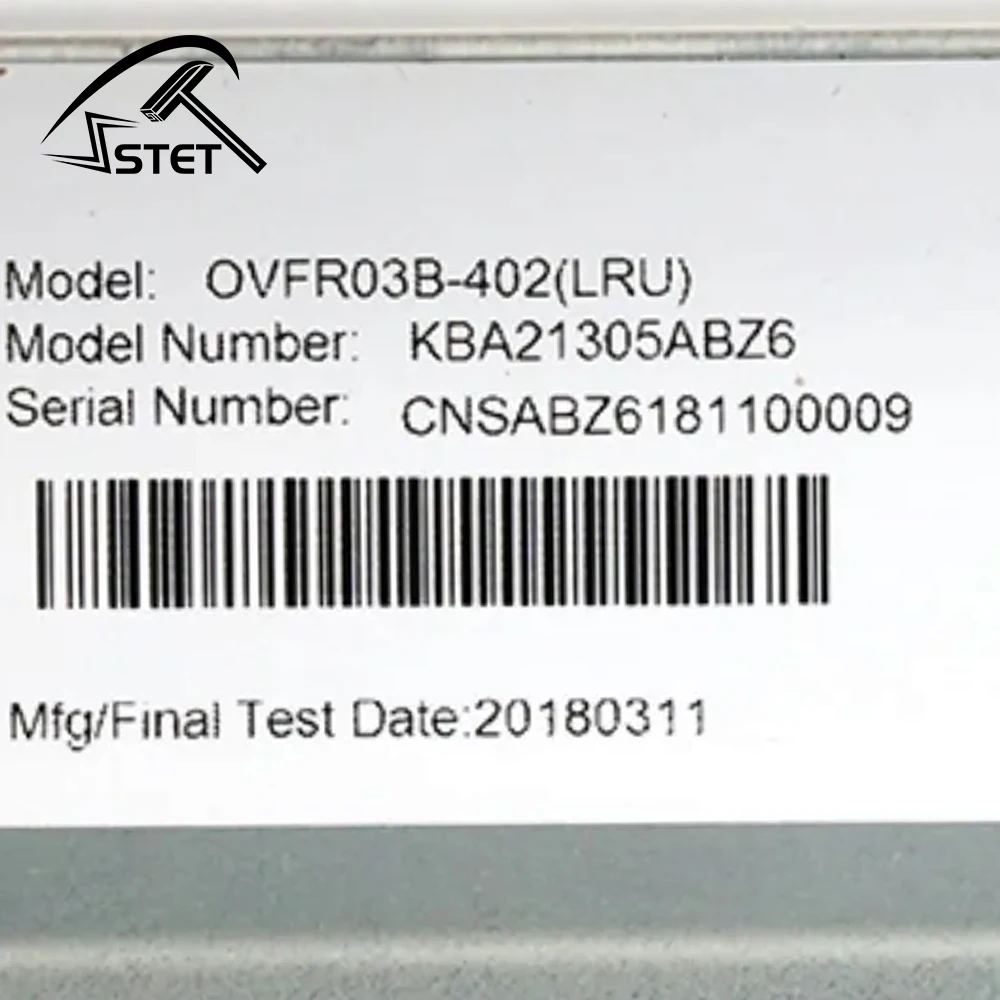 STET
Model: OVFR03B-402(LRU)
Model Number: KBA21305ABZ6
Serial Number: CNSABZ6181100009
Mfg/Final Test Date:20180311